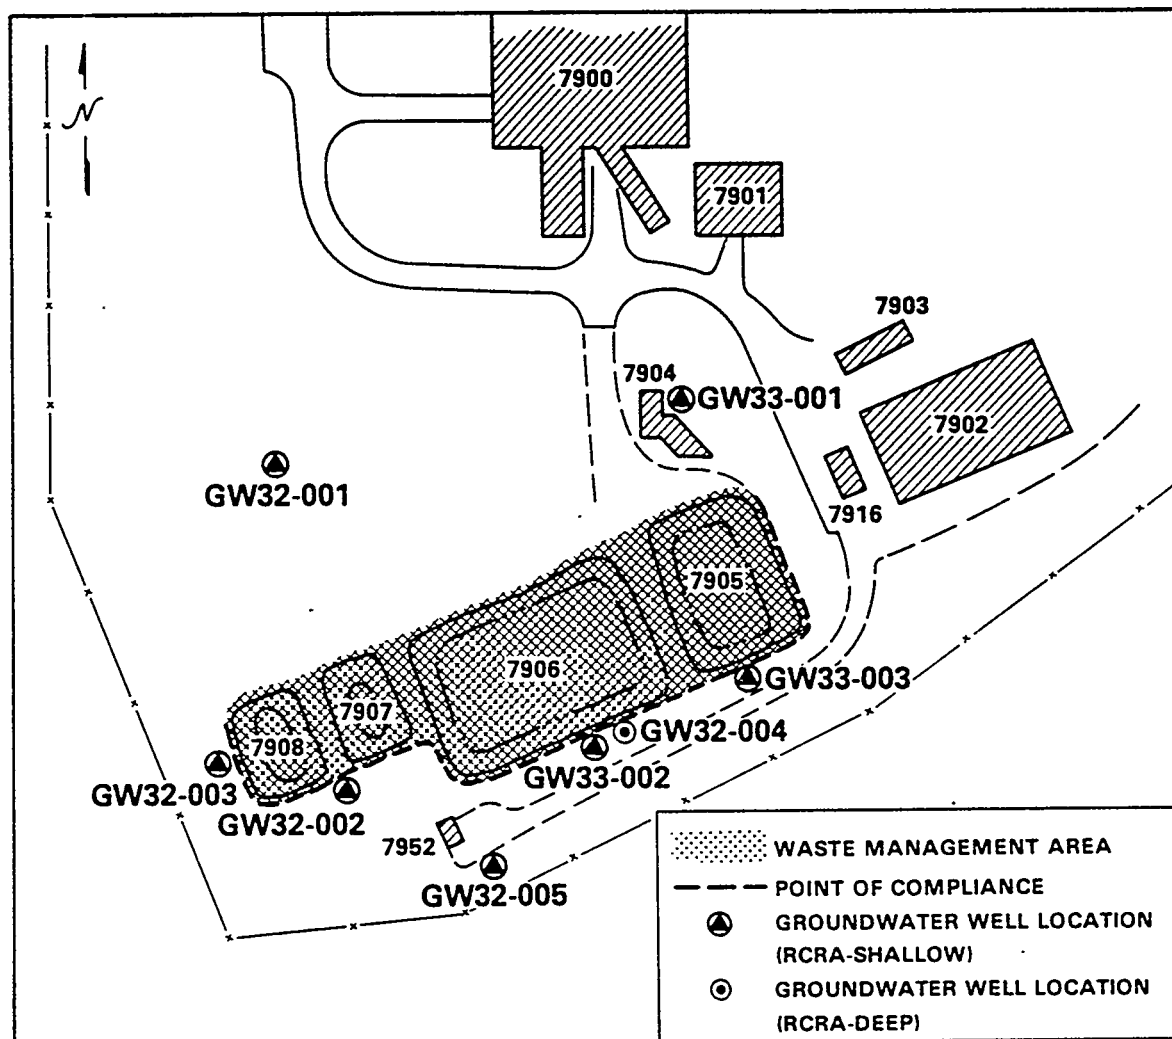 7900
N
7901
7903
7904
GW33-001
7902
GW32-001
7916
7905
7906
GW33-003
7907
GW32-004
7908
GW33-002
GW32-003
GW32-002
7952
GW32-005
WASTE MANAGEMENT AREA
POINT OF COMPLIANCE
GROUNDWATER WELL LOCATION
(RCRA-SHALLOW)
GROUNDWATER WELL LOCATION
(RCRA-DEEP)